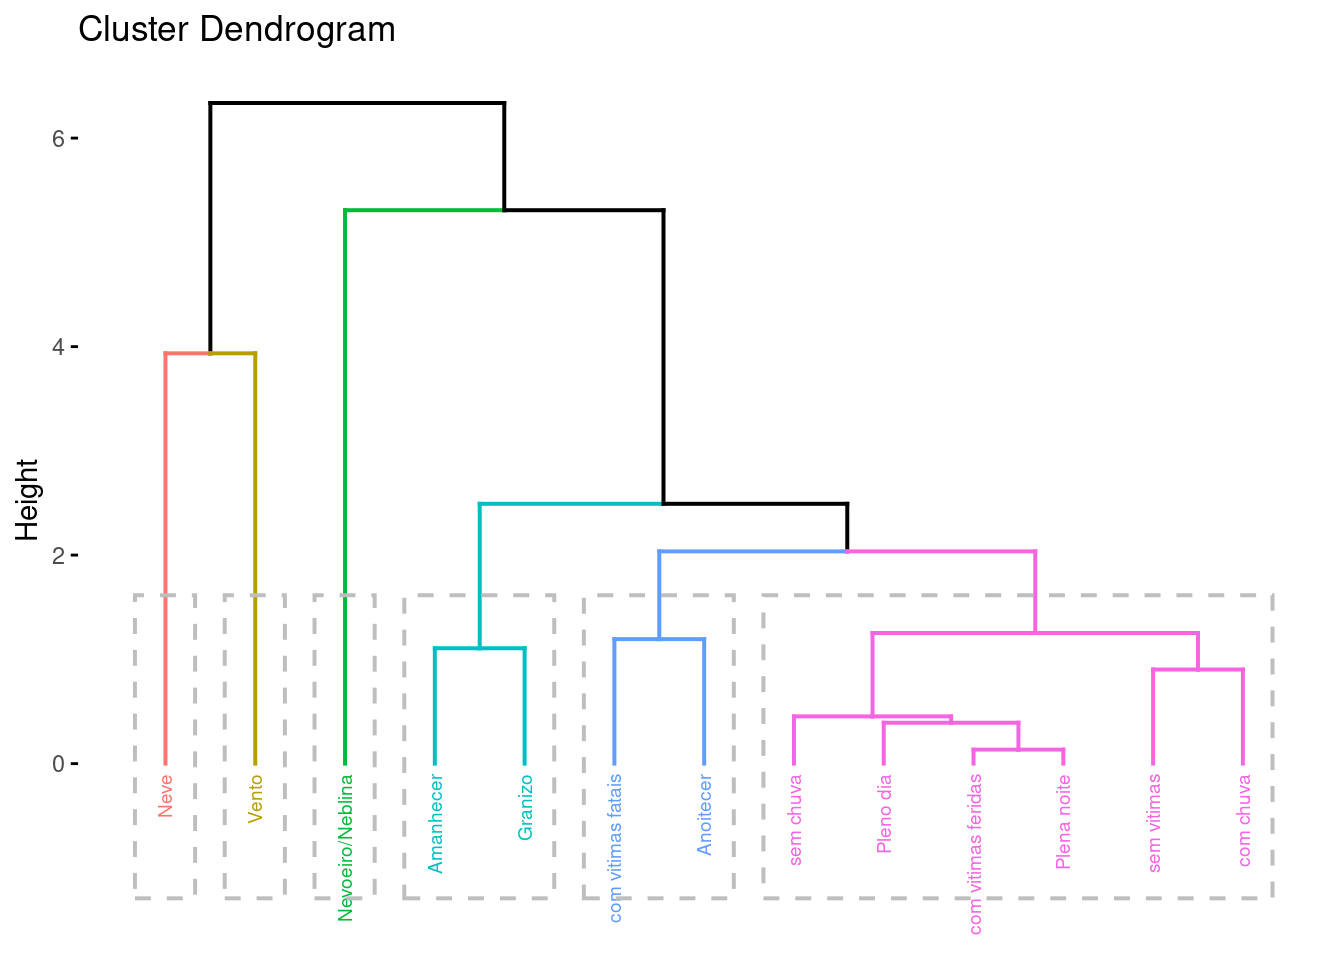 Cluster Dendrogram
Height
6
4
2
0
Neve
Vento
Nevoeiro/Neblina
Amanhecer
Granizo
com vitimas fatais
Anoitecer
sem chuva
Pleno dia
com vitimas feridas
Plena noite
sem vitimas
com chuva